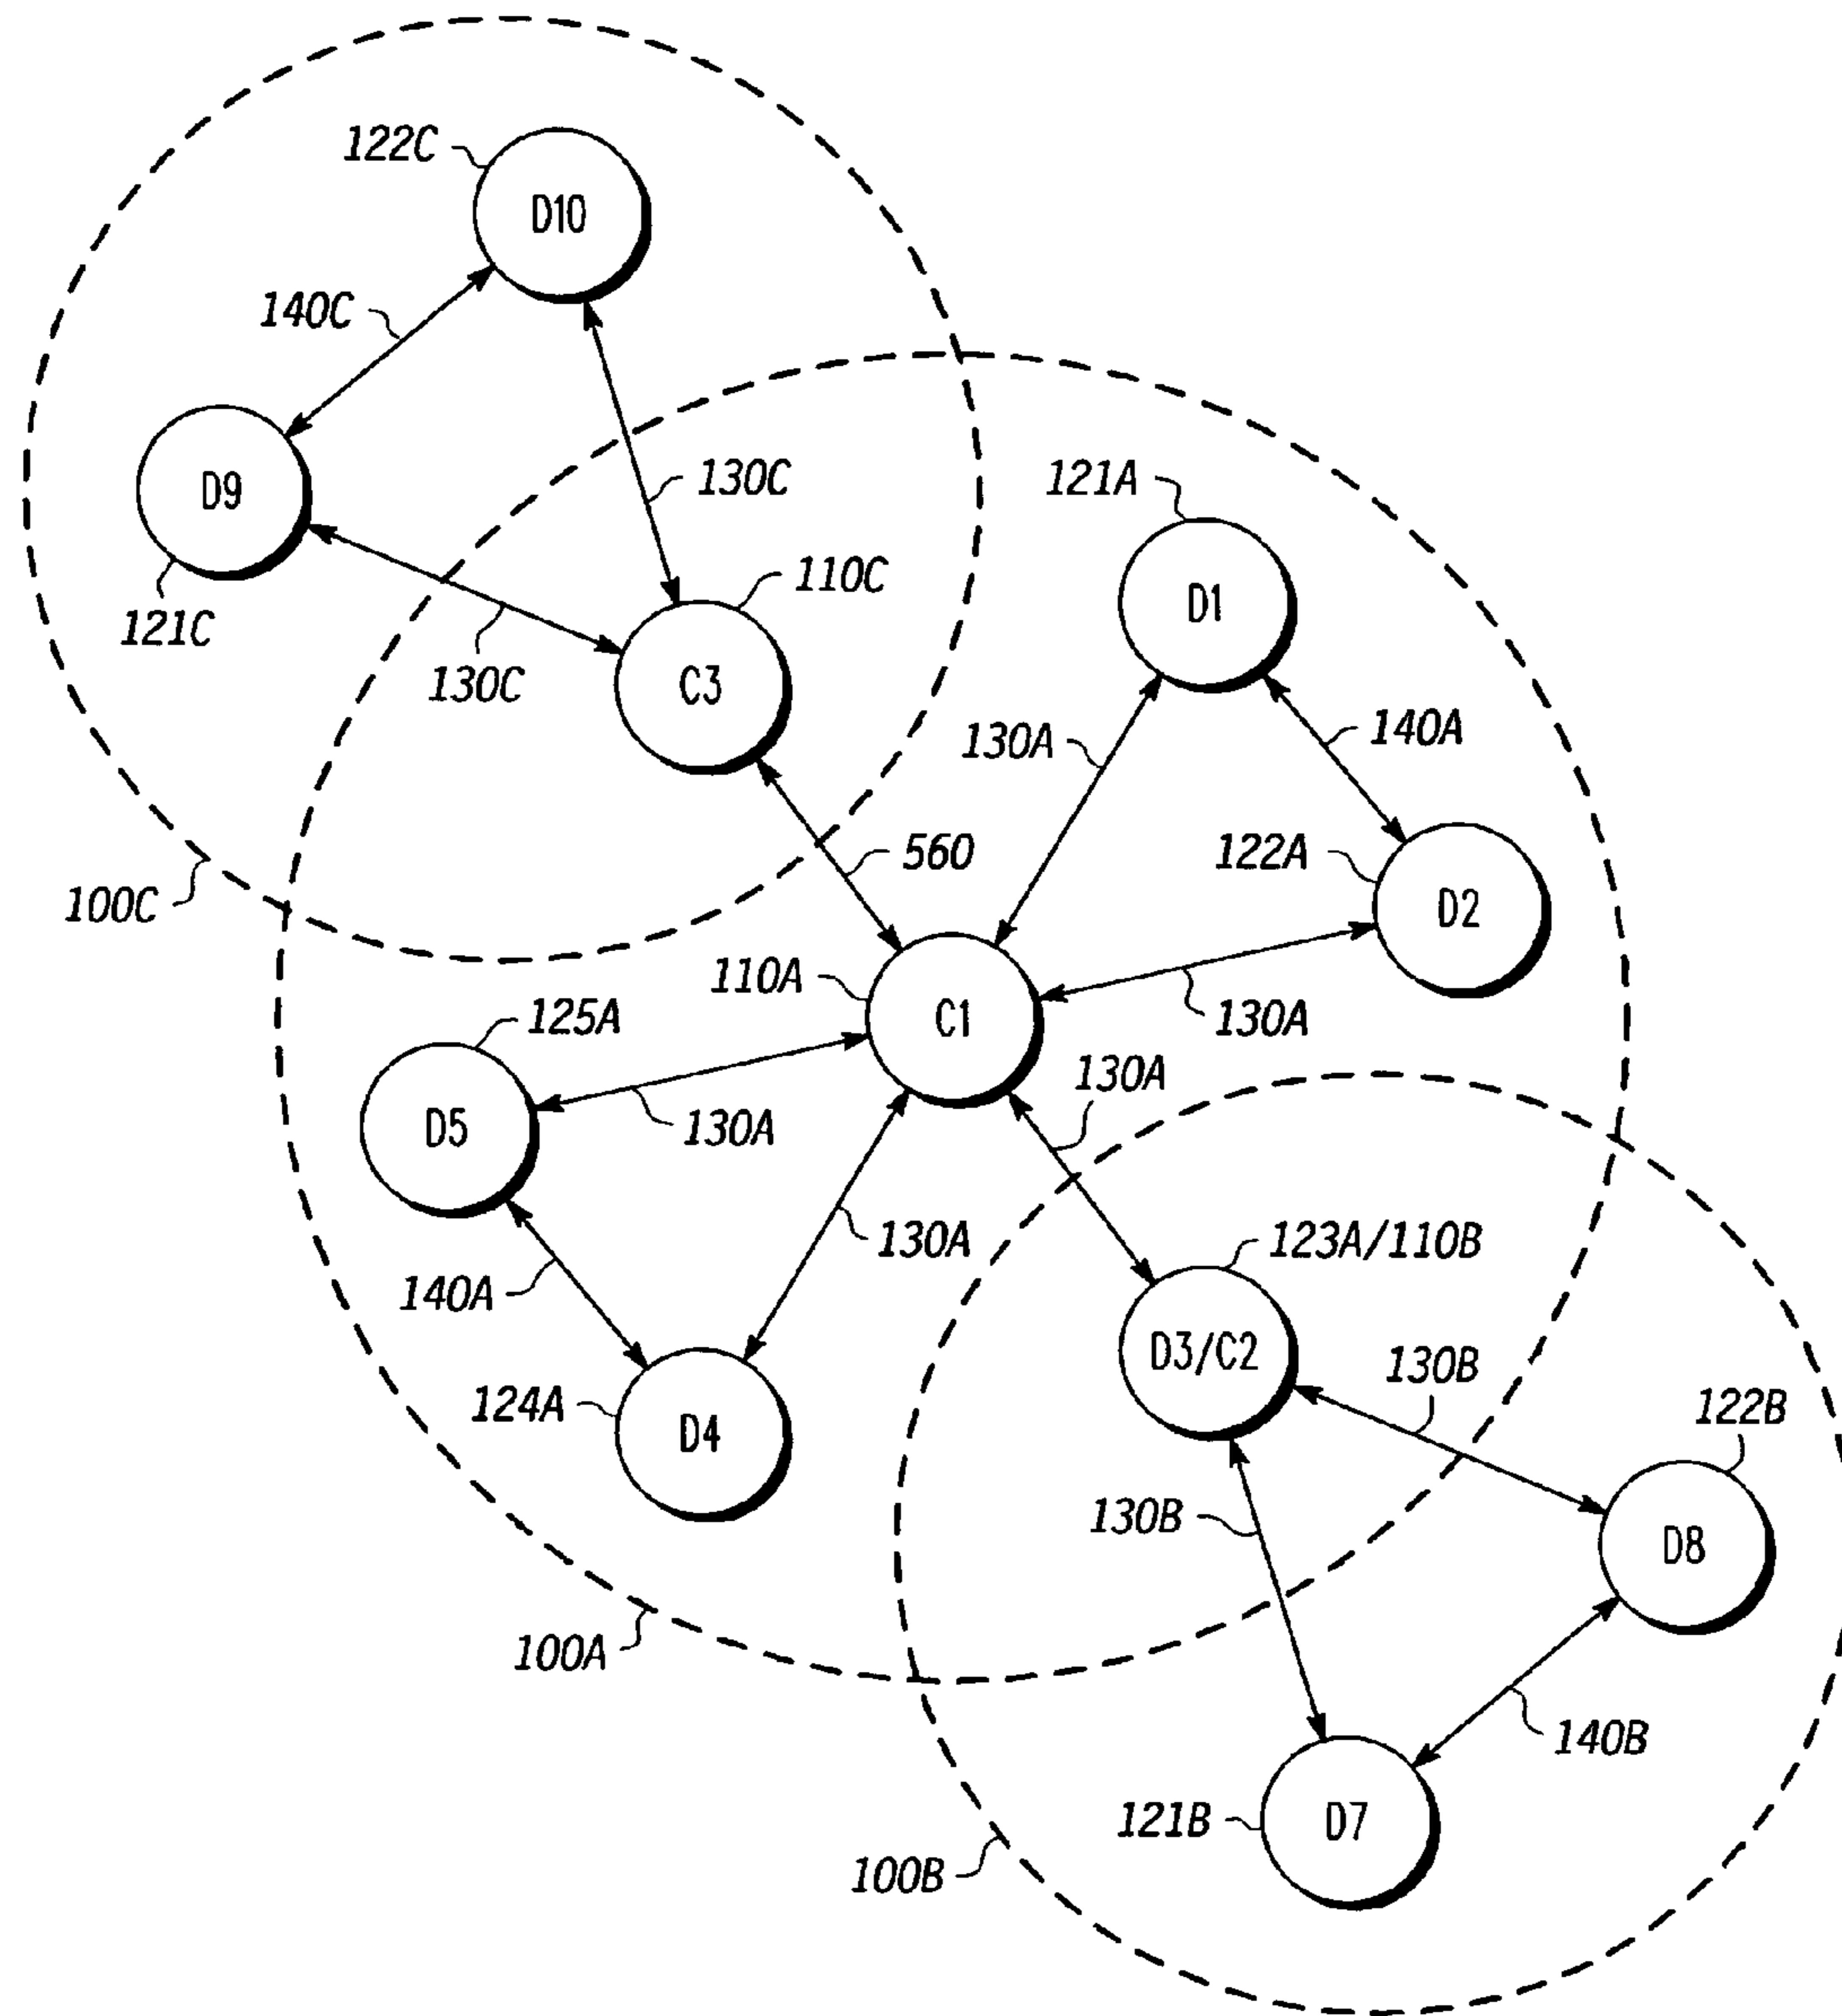 122C
D10
140C
D9
130C
121A
121C
110C
D1
130C
C3
130A
140A
122A
560
D2
100C
110A
125A
C1
130A
130A
D5
130A
130A
123A/110B
140A
D3/C2
130B
124A
122B
D4
130B
D8
100A
140B
121B
D7
100B